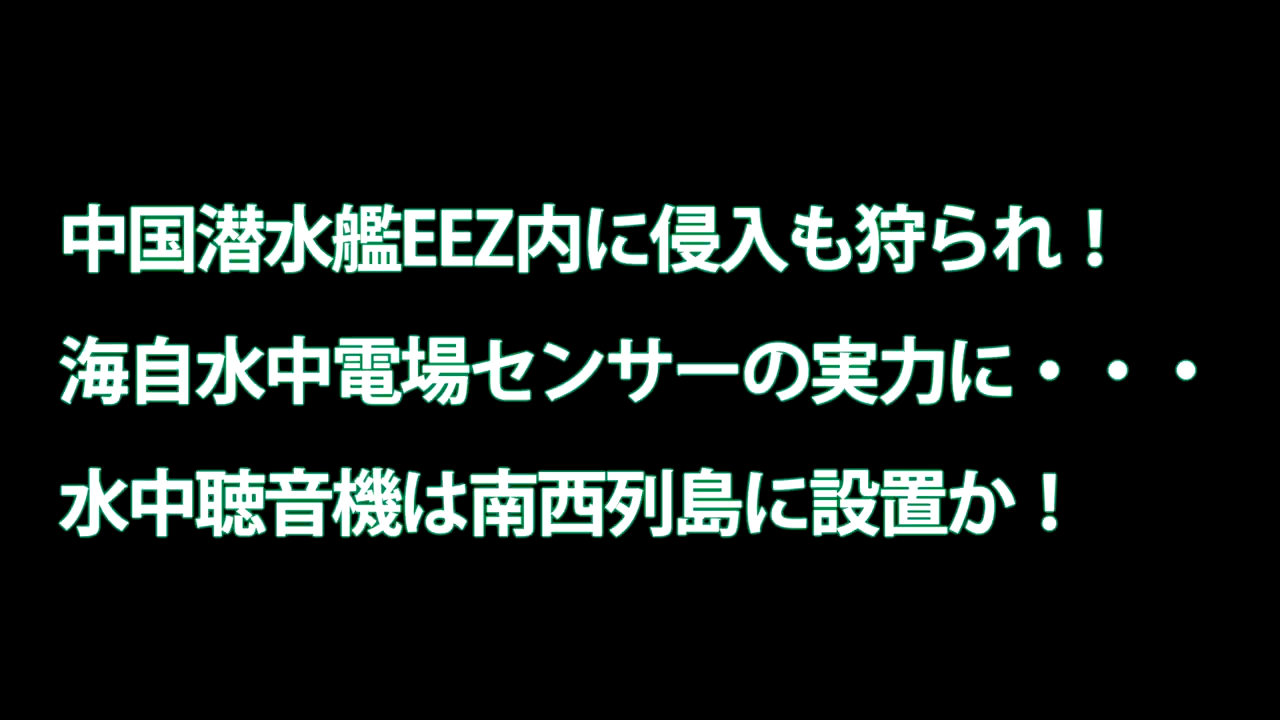 中国潜水艦EEZ内に侵入も狩られ！
海自水中電場センサーの実力に・・・
水中聴音機は南西列島に設置か！